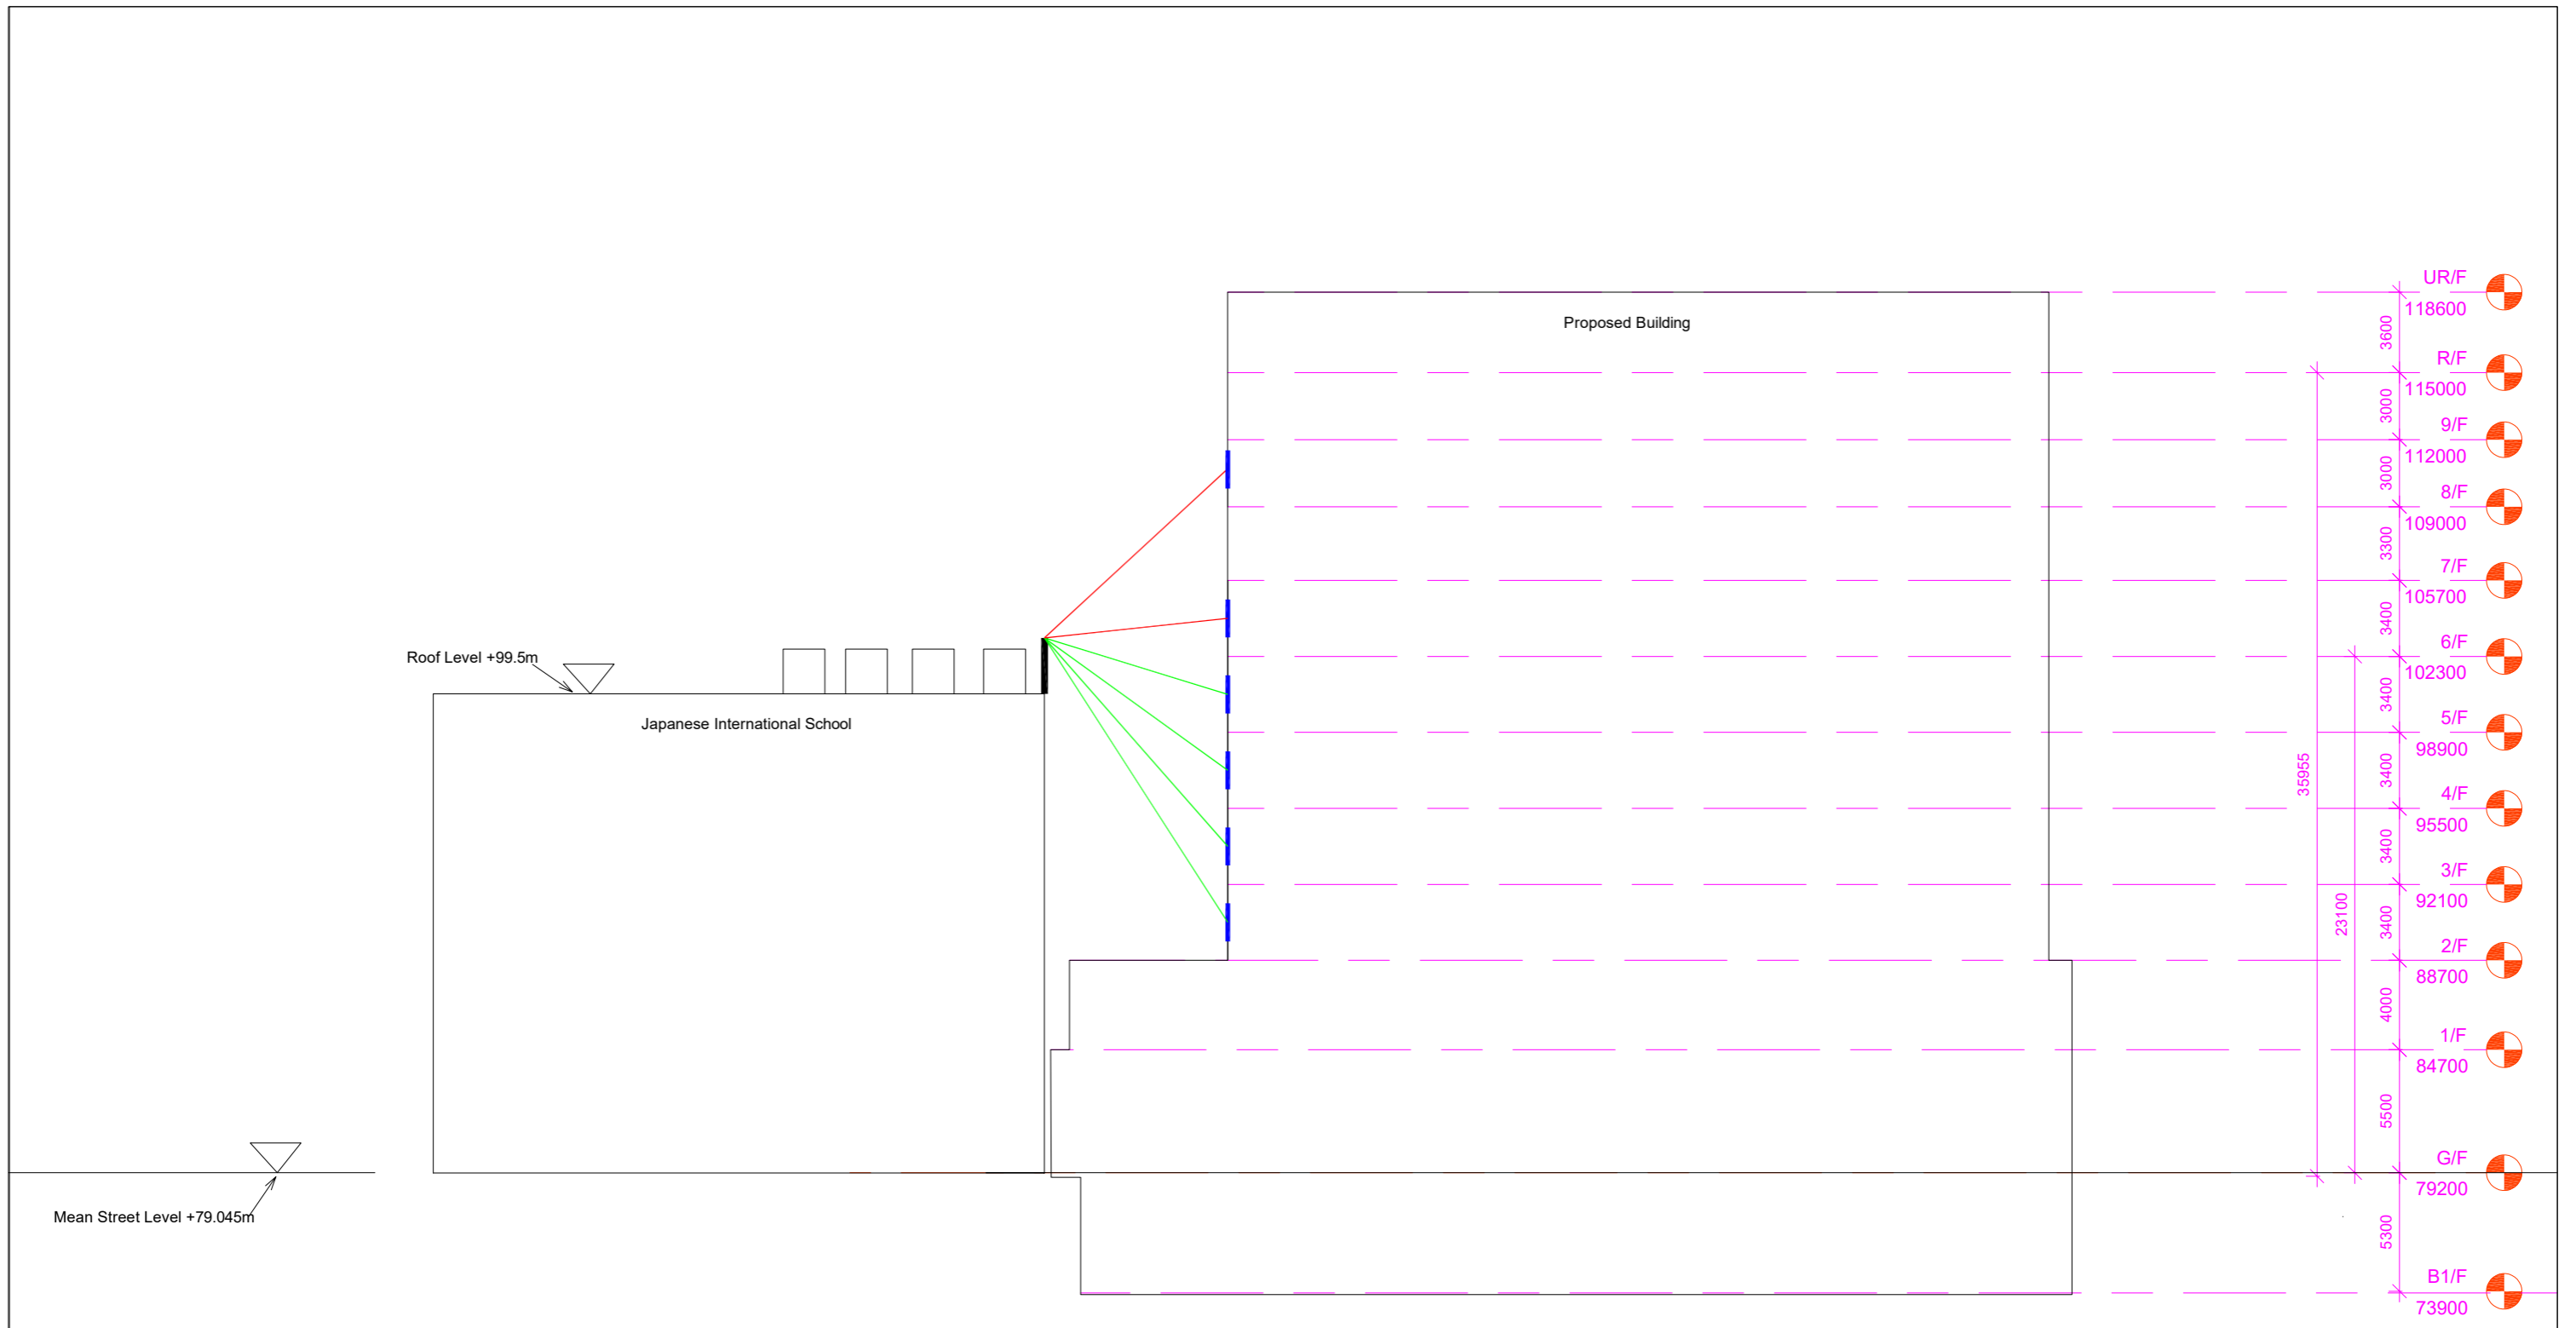 UR/F
118600
Proposed Building
3600
R/F
115000
3000
9/F
112000
3000
8/F
109000
3300
7/F
105700
3400
6/F
102300
Roof Level +99.5m
3400
Japanese International School
5/F
98900
35955
3400
4/F
95500
3400
3/F
92100
23100
3400
2/F
88700
4000
1/F
84700
5500
G/F
79200
Mean Street Level +79.045m
5300
B1/F
73900